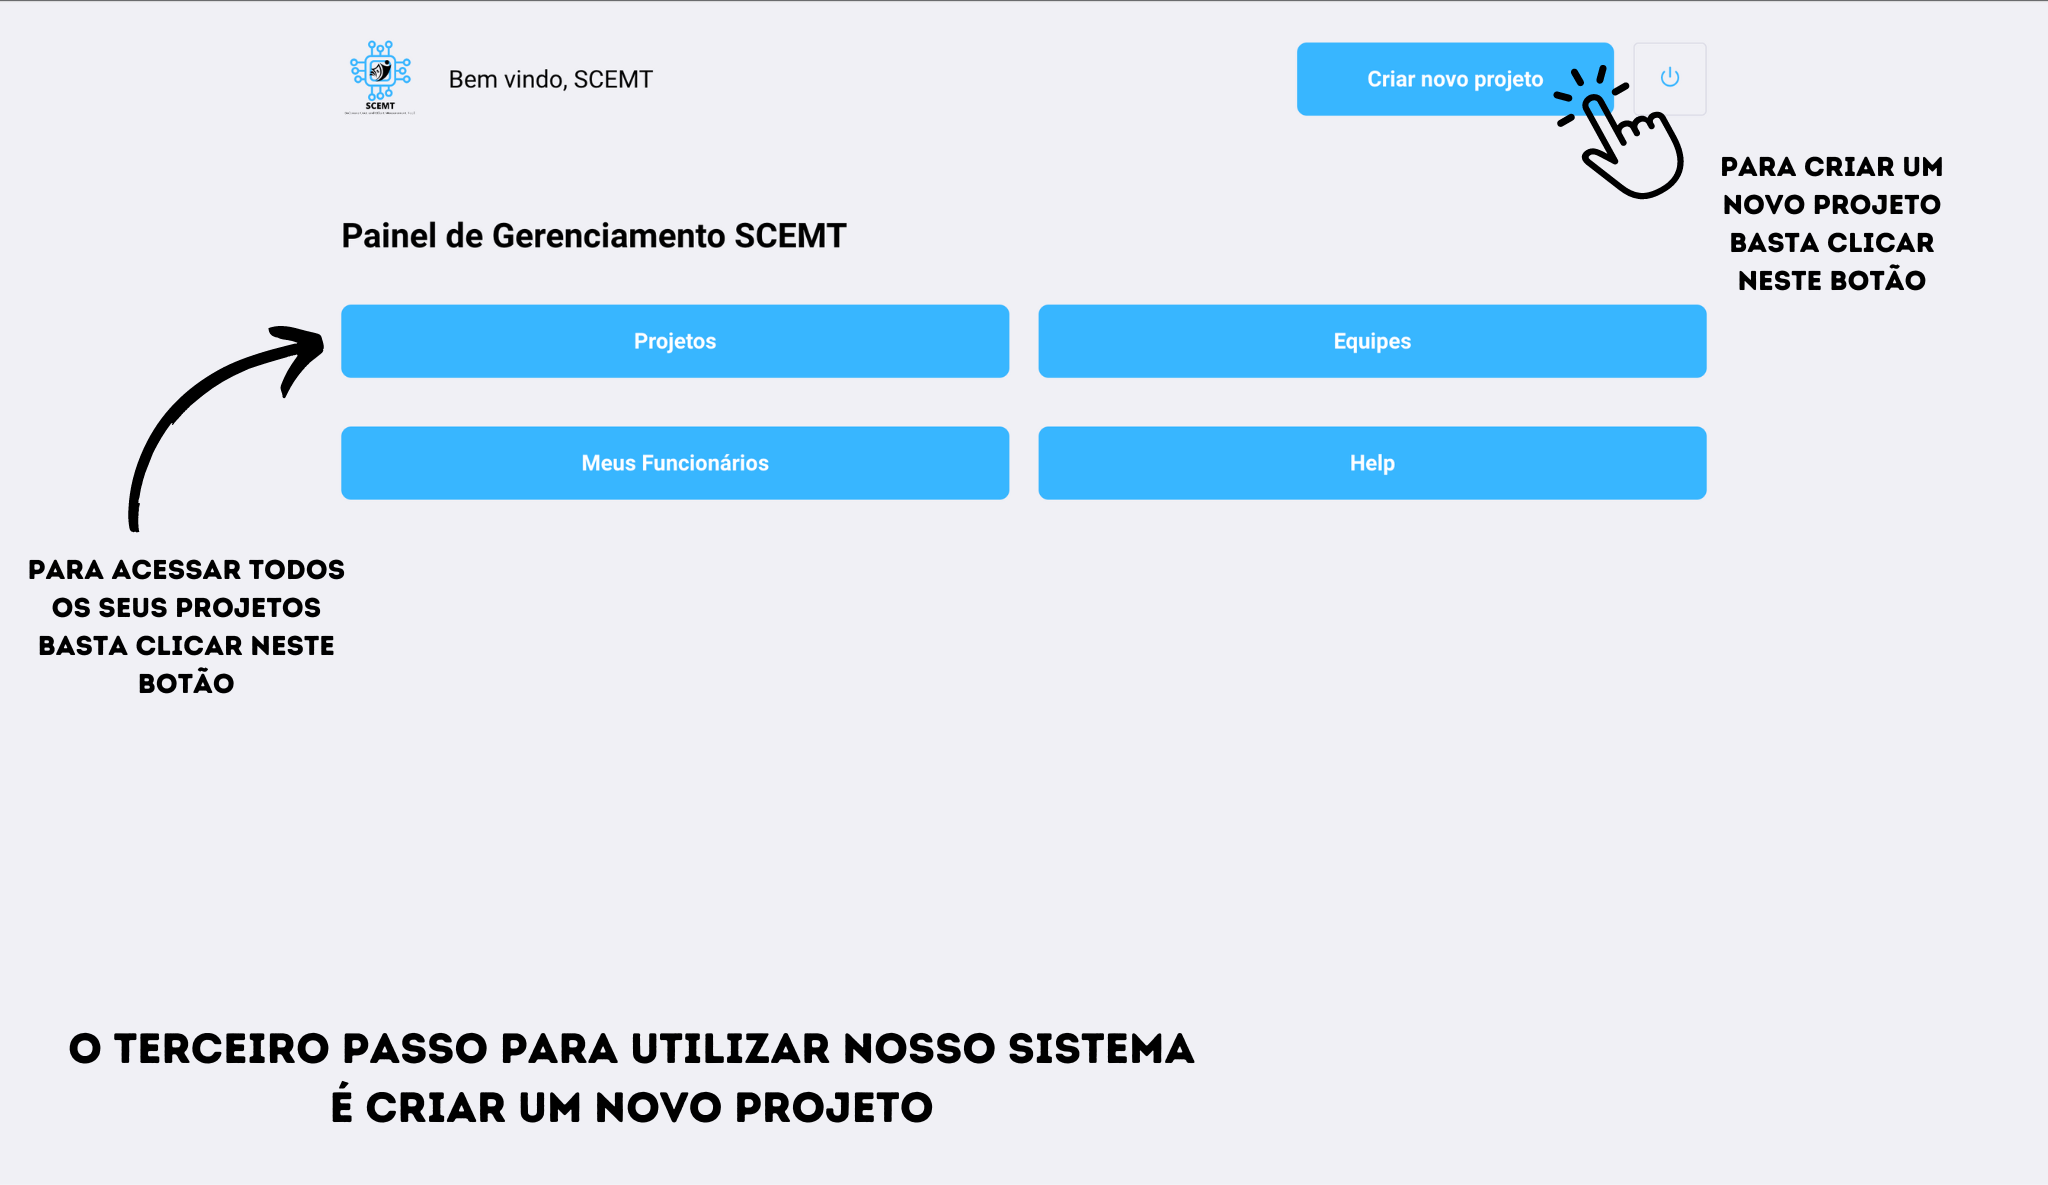 SCEMT
Bem vindo, SCEMT
Criar novo projeto
PARA CRIAR UM
NOVO PROJETO
BASTA CLICAR
NESTE BOTÃO
Painel de Gerenciamento SCEMT
Projetos
Equipes
Meus Funcionários
Help
PARA ACESSAR TODOS
OS SEUS PROJETOS
BASTA CLICAR NESTE
BOTÃO
O TERCEIRO PASSO PARA UTILIZAR NOSSO SISTEMA
É CRIAR UM NOVO PROJETO